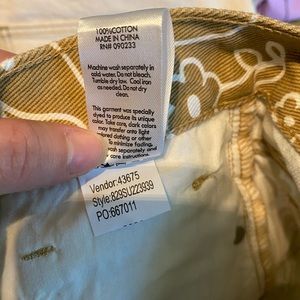 100%COTTON
MADE IN CHINA
RN# 090233
Machine wash separately in
cold water. Do not bleach.
Tumble dry low. Cool iron
as needed. Do not dry
clean.
This garment was specially
dyed to produce its unique
color. Take care, dark colors
may transfer onto light
colored clothing or other
To minimize fading,
wash separately and
care instructions.
Vendor:43675
Style:829SU223939
PO:667011